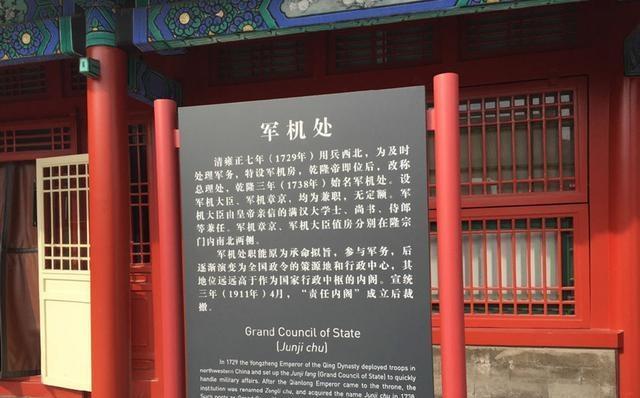 军机处
清雍正七年（1729年）用兵西北，为及时
处理军务，特设军机房，乾隆帝即位后，改称
总理处，乾隆三年（1738年）始名军机处。设
军机大臣、军机章京，均为兼职，无定额。军
机大臣由皇帝亲信的满汉大学士、尚书、侍郎
等兼任。军机章京、军机大臣值房分别在隆宗
门内南北两侧。
军机处职能原为承命拟旨，参与军务，后
逐渐演变为全国政令的策源地和行政中心，其
地位远远高于作为国家行政中枢的内阁。宣统
三年（1911年）4月，“责任内阁”成立后裁
撤。
Grand Council of State
(Junji chu)
In 1729 the Yongzheng Emperor of the Qing Dynasty deployed troops in
northwestern China and set up the Junji fang (Grand Council of State) to quickly
handle military affairs. After the Qianlong Emperor came to the throne, the
institution was renamed Zongli chu, and acquired the name Junji chu in 1738.